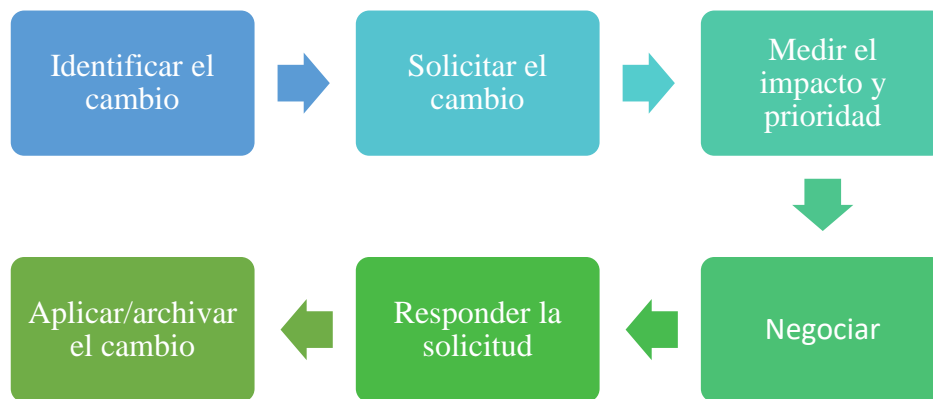 Identificar el
cambio
Solicitar el
cambio
Medir el
impacto y
prioridad
Negociar
Responder la
solicitud
Aplicar/archivar
el cambio